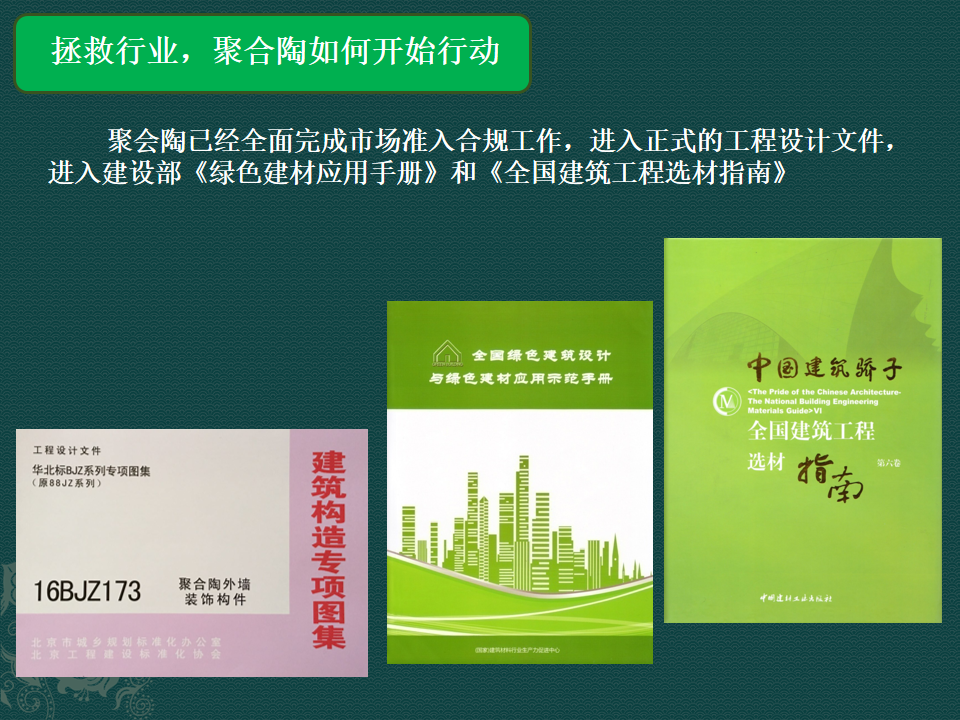 拯救行业，聚合陶如何开始行动
聚会陶已经全面完成市场准入合规工作，进入正式的工程设计文件，
进入建设部《绿色建材应用手册》和《全国建筑工程选材指南》
工程设计文件
华北标BJZ系列专项图集
（原88JZ系列）
16BJZ173
聚合陶外墙
装饰构件
北京市城乡规划标准化办公室
北京工程建设标准化协会
建筑构造专项图集
全国绿色建筑设计
与绿色建材应用示范手册
(国家)建筑材料行业生产力促进中心
中国建筑骄子
<The Pride of the Chinese Architecture-
The National Building Engineering
Materials Guide>VI
全国建筑工程
选材 指南
第六卷
中国建材工业出版社